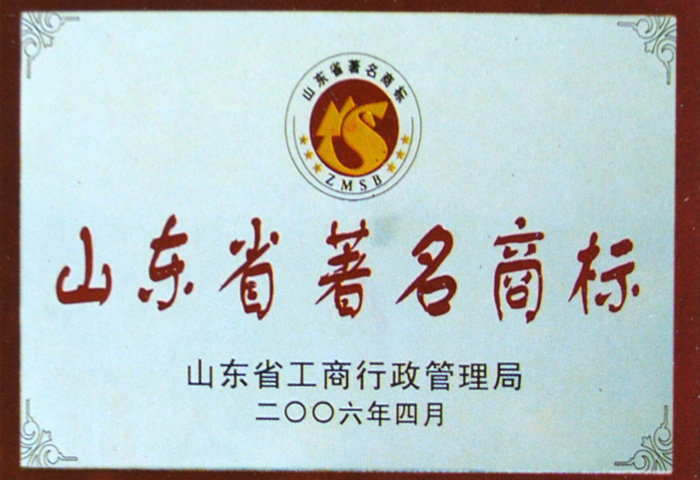 山东省著名商标
ZMSB
山东省著名商标
山东省工商行政管理局
二〇〇六年四月